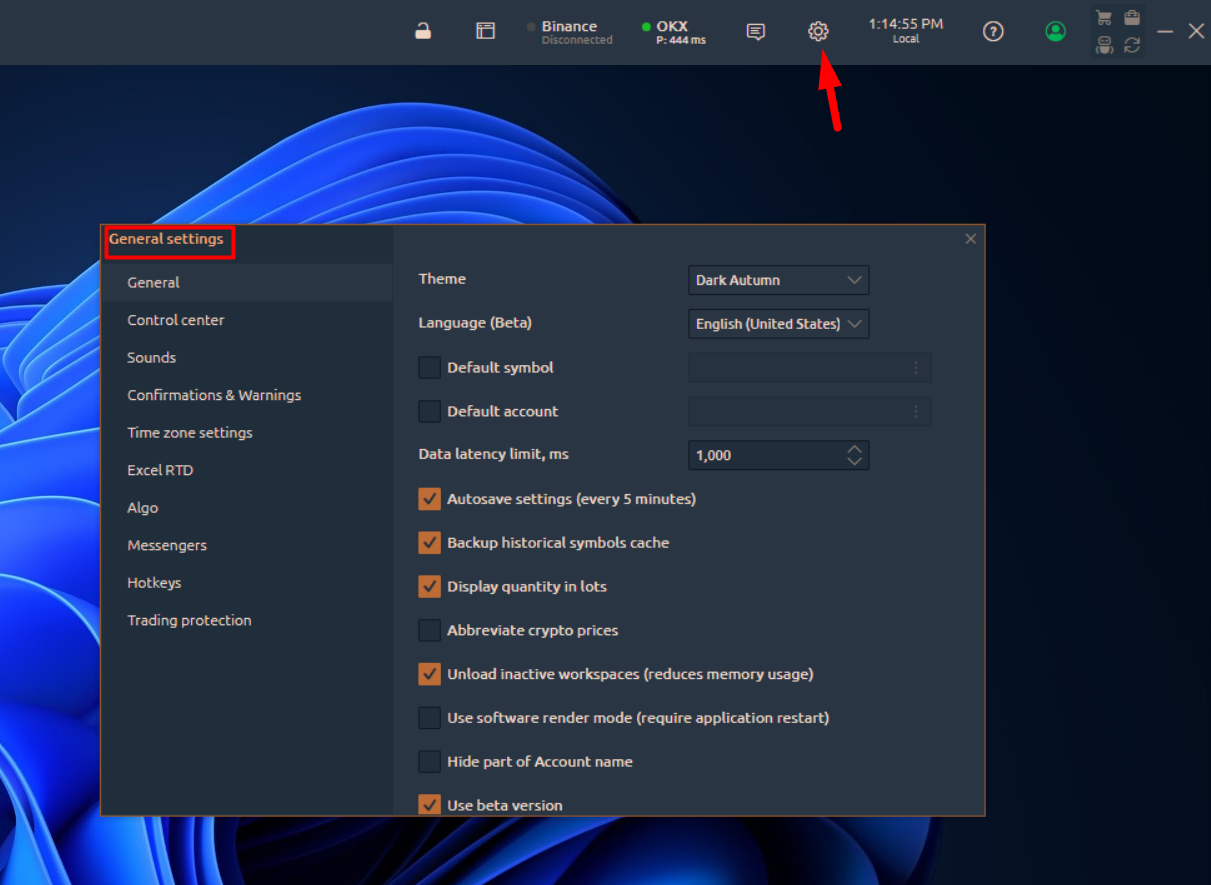 Binance
Disconnected
OKX
P: 444 ms
1:14:55 PM
Local
General settings
General
Control center
Sounds
Confirmations & Warnings
Time zone settings
Excel RTD
Algo
Messengers
Hotkeys
Trading protection
Theme
Dark Autumn
Language (Beta)
English (United States)
Default symbol
Default account
Data latency limit, ms
1,000
Autosave settings (every 5 minutes)
Backup historical symbols cache
Display quantity in lots
Abbreviate crypto prices
Unload inactive workspaces (reduces memory usage)
Use software render mode (require application restart)
Hide part of Account name
Use beta version